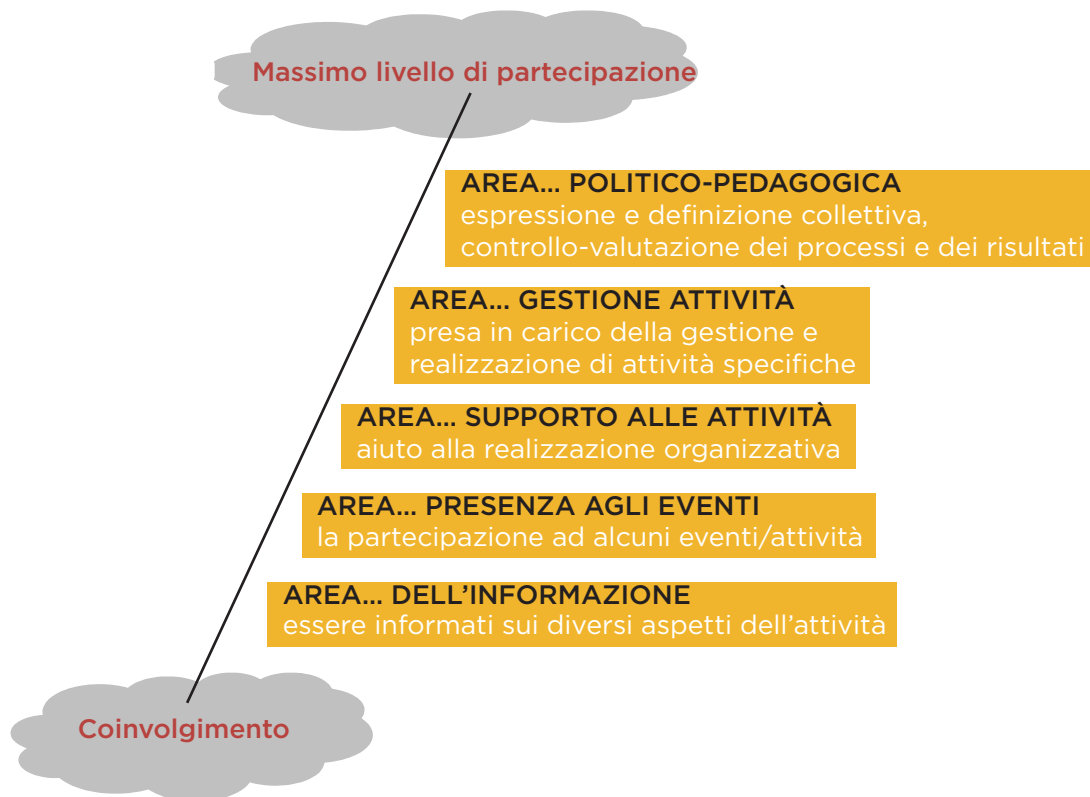 Massimo livello di partecipazione
AREA... POLITICO-PEDAGOGICA
espressione e definizione collettiva,
controllo-valutazione dei processi e dei risultati
AREA... GESTIONE ATTIVITÀ
presa in carico della gestione e
realizzazione di attività specifiche
AREA... SUPPORTO ALLE ATTIVITÀ
aiuto alla realizzazione organizzativa
AREA... PRESENZA AGLI EVENTI
la partecipazione ad alcuni eventi/attività
AREA... DELL’INFORMAZIONE
essere informati sui diversi aspetti dell’attività
Coinvolgimento